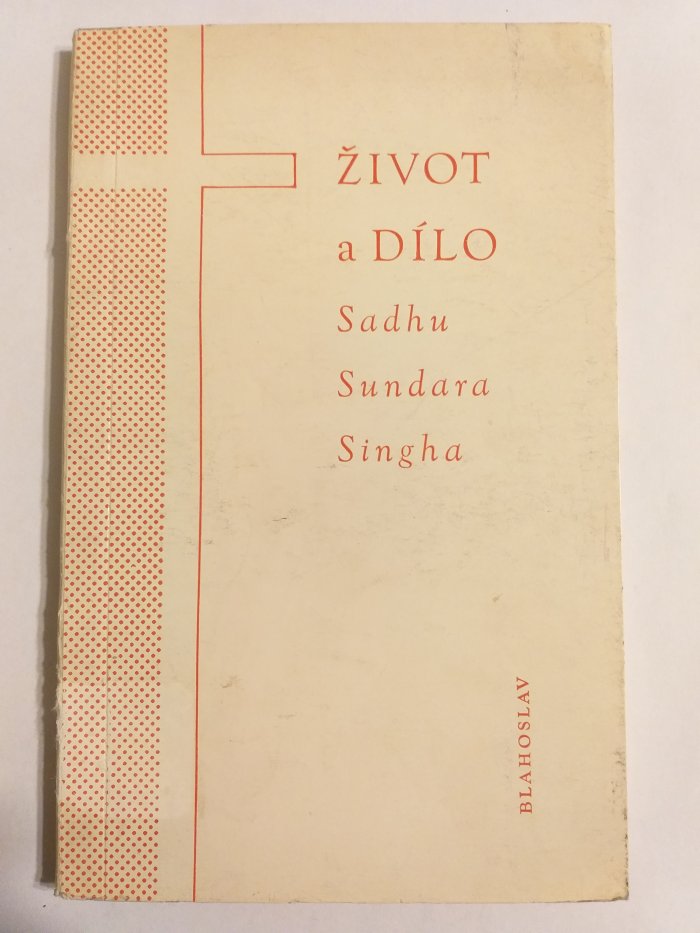 ŽIVOT
a DÍLO
Sadhu
Sundara
Singha
BLAHOSLAV